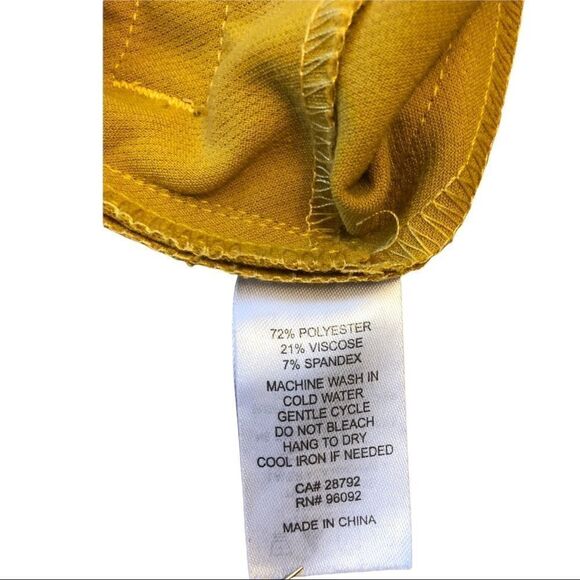 72% POLYESTER
21% VISCOSE
7% SPANDEX
MACHINE WASH IN
COLD WATER
GENTLE CYCLE
DO NOT BLEACH
HANG TO DRY
COOL IRON IF NEEDED
CA# 28792
RN# 96092
MADE IN CHINA